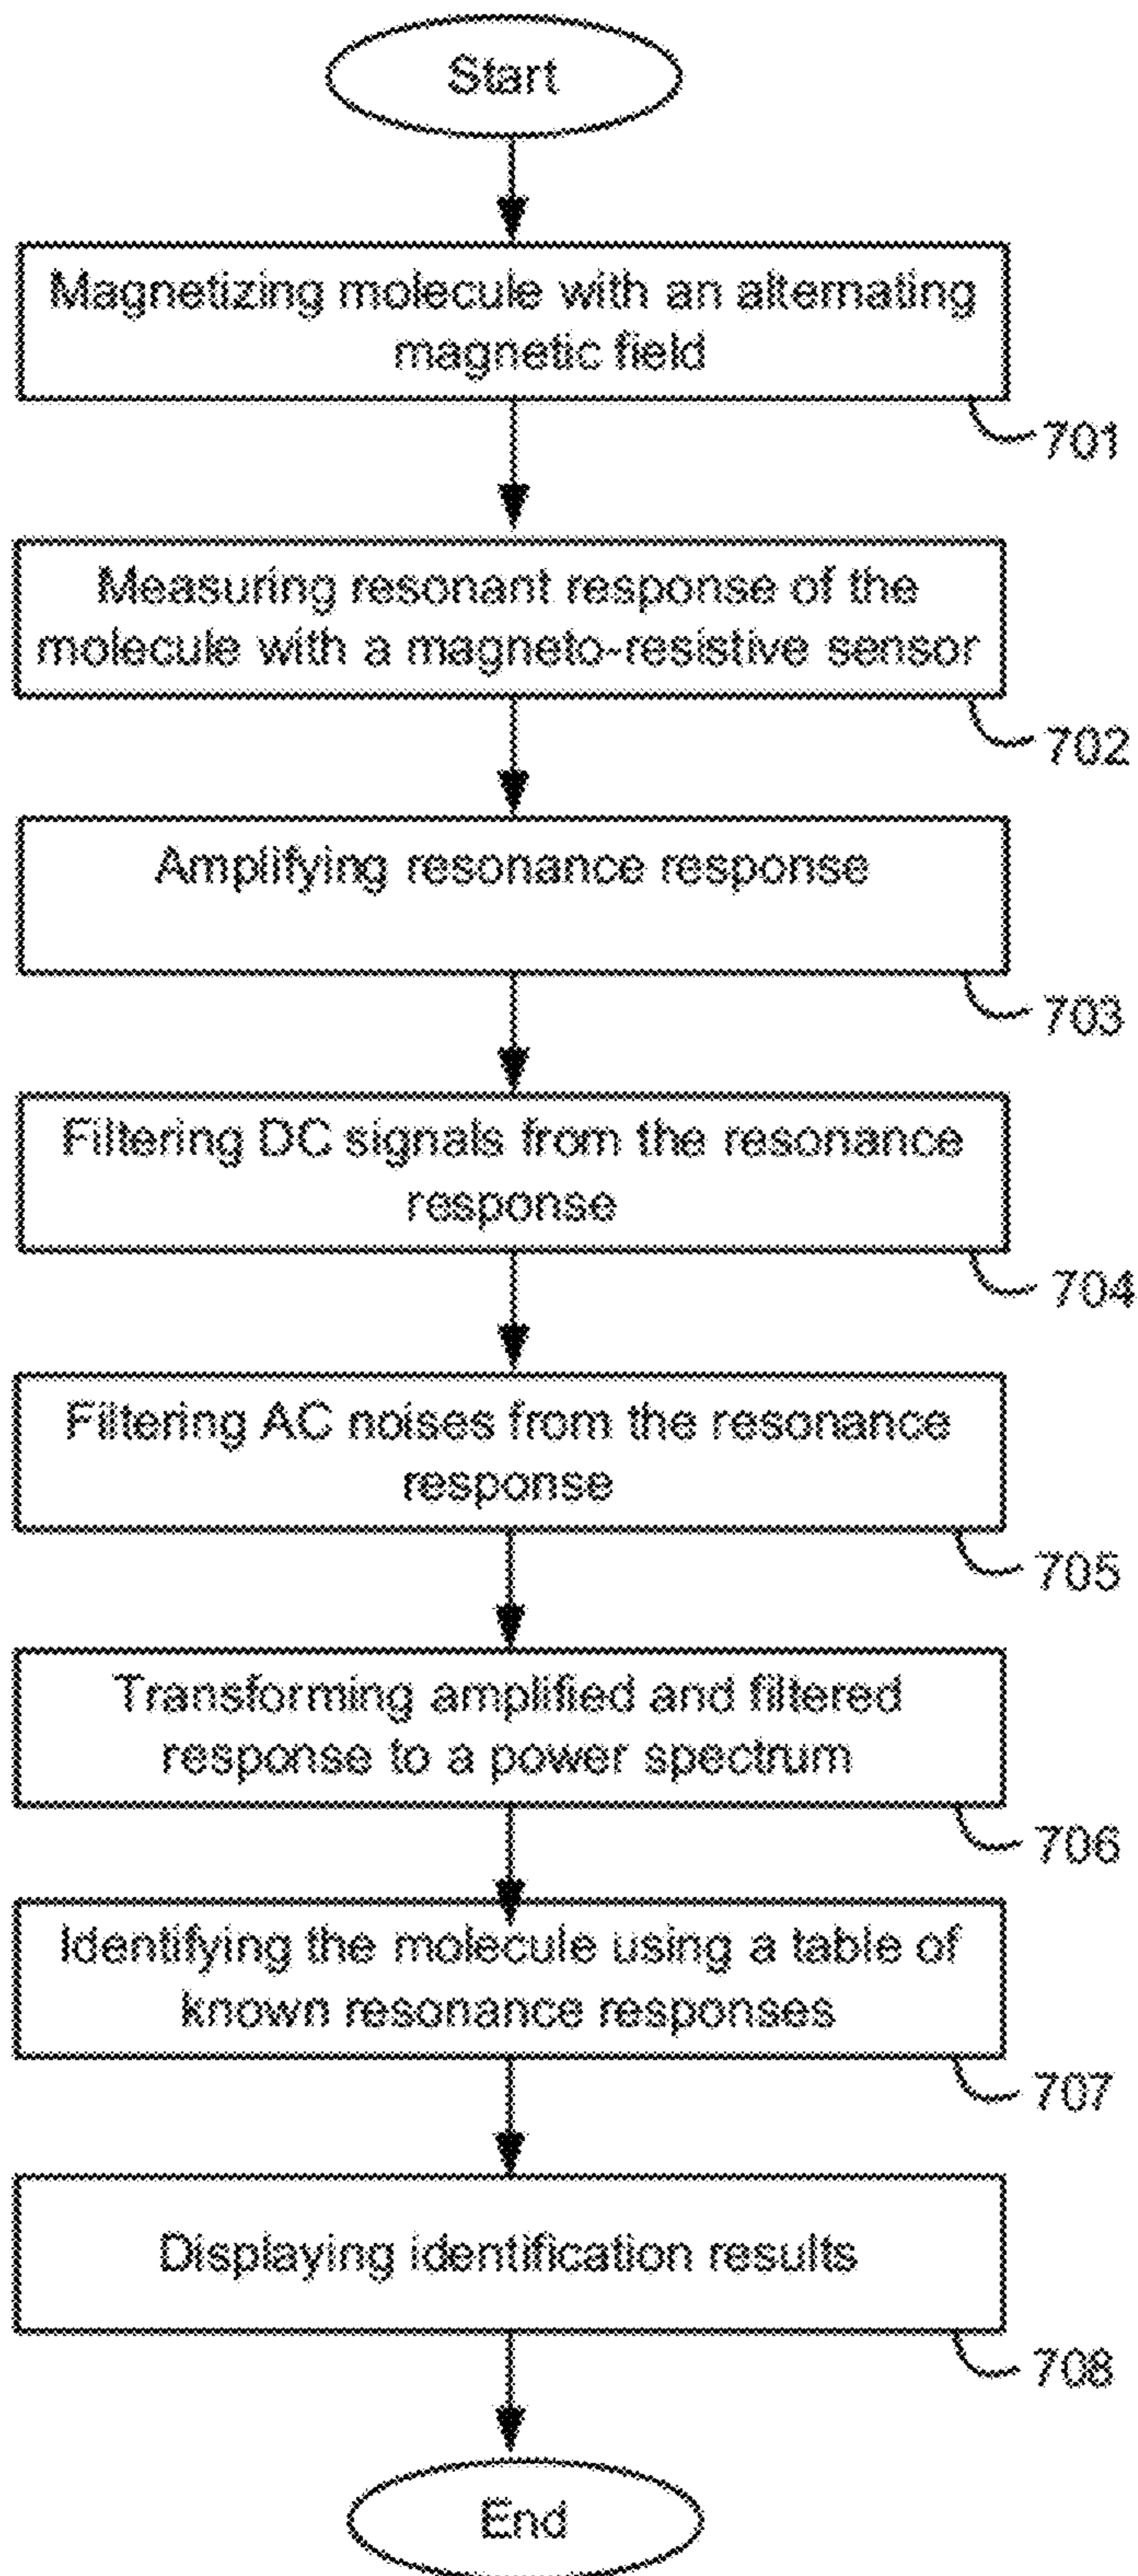 Start
Magnetizing molecule with an alternating
magnetic field
701
Measuring resonant response of the
molecule with a magneto-resistive sensor
702
Amplifying resonance response
703
Filtering DC signals from the resonance
response
704
Filtering AC noises from the resonance
response
705
Transforming amplified and filtered
response to a power spectrum
706
Identifying the molecule using a table of
known resonance responses
707
Displaying identification results
708
End